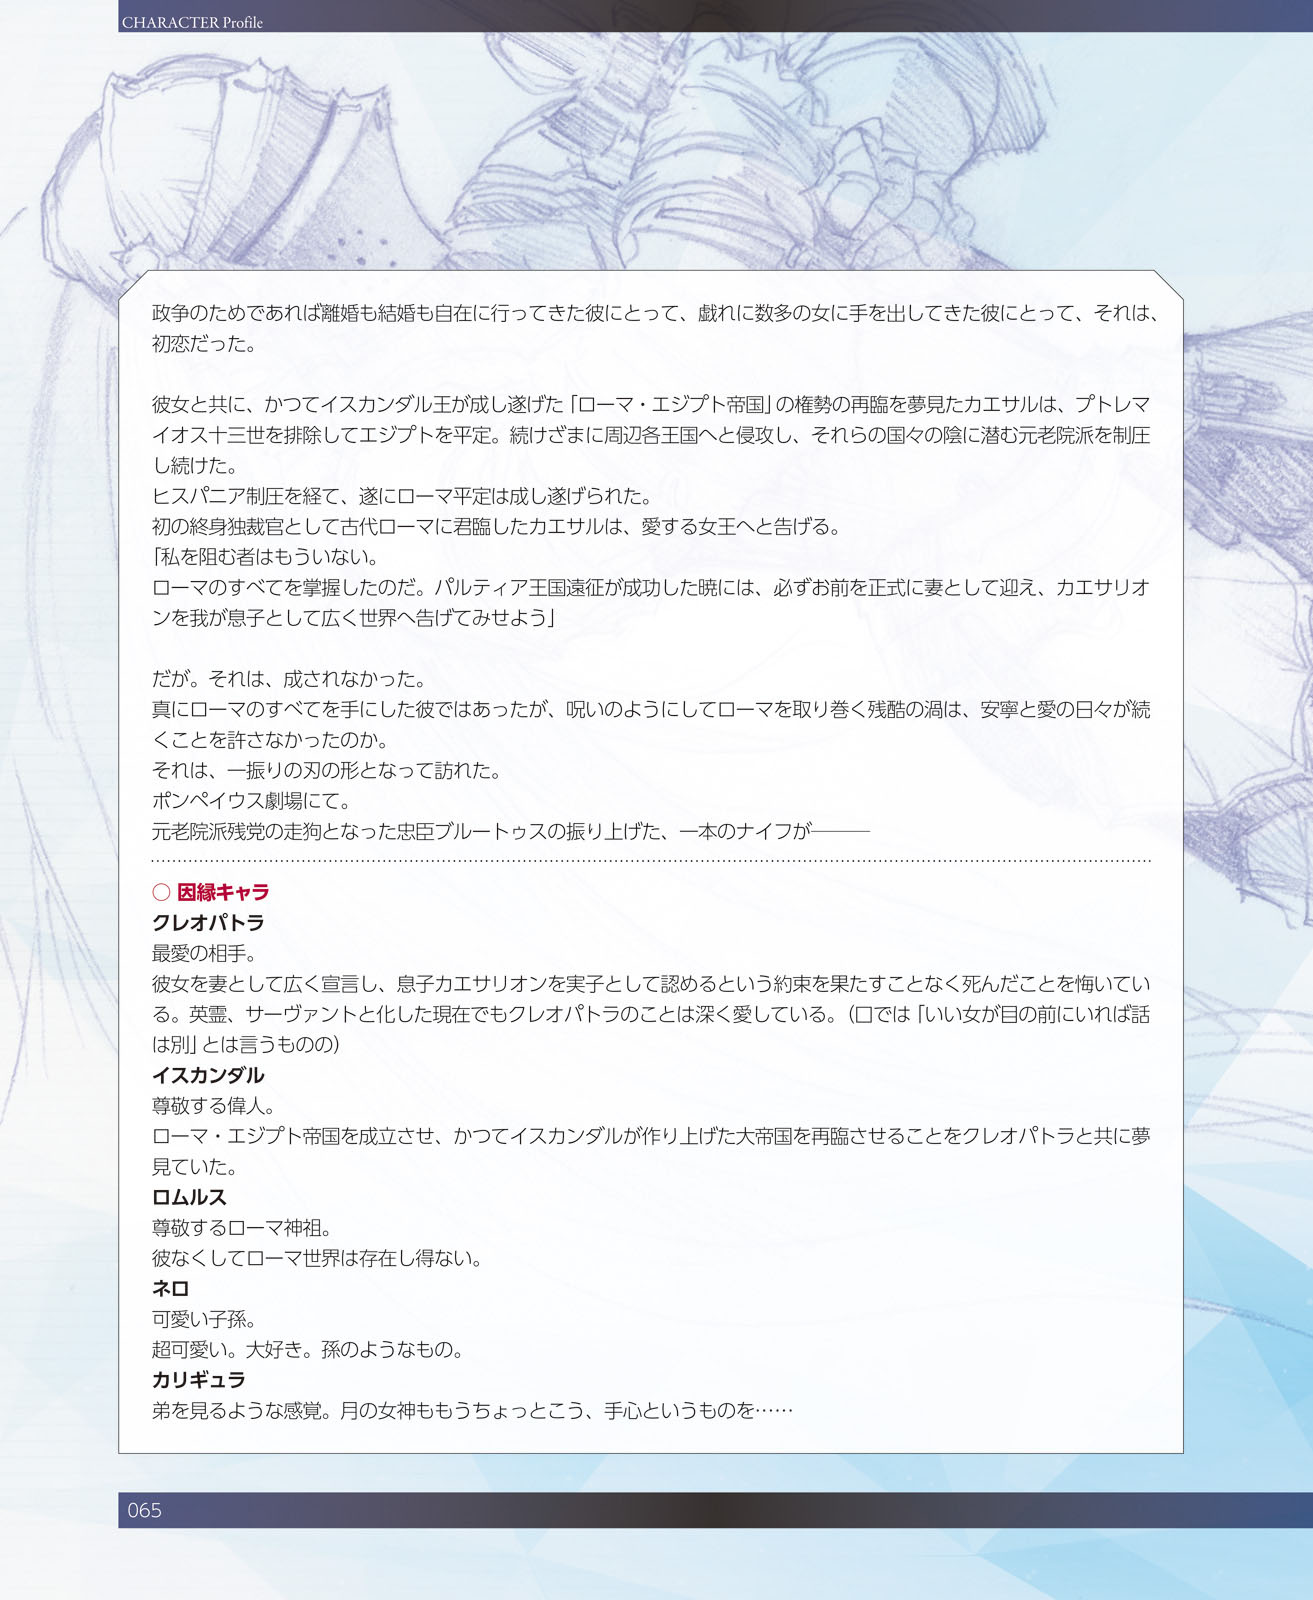 CHARACTER Profile
政争のためであれば離婚も結婚も自在に行ってきた彼にとって、戯れに数多の女に手を出してきた彼にとって、それは、
初恋だった。
彼女と共に、かつてイスカンダル王が成し遂げた「ローマ・エジプト帝国」の権勢の再臨を夢見たカエサルは、プトレマ
イオス十三世を排除してエジプトを平定。続けざまに周辺各王国へと侵攻し、それらの国々の陰に潜む元老院派を制圧
し続けた。
ヒスパニア制圧を経て、遂にローマ平定は成し遂げられた。
初の終身独裁官として古代ローマに君臨したカエサルは、愛する女王へと告げる。
「私を阻む者はもういない。
ローマのすべてを掌握したのだ。パルティア王国遠征が成功した暁には、必ずお前を正式に妻として迎え、カエサリオ
ンを我が息子として広く世界へ告げてみせよう」
だが。それは、成されなかった。
真にローマのすべてを手にした彼ではあったが、呪いのようにしてローマを取り巻く残酷の渦は、安寧と愛の日々が続
くことを許さなかったのか。
それは、一振りの刃の形となって訪れた。
ポンペイウス劇場にて。
元老院派残党の走狗となった忠臣ブルートゥスの振り上げた、一本のナイフが―――
○ 因縁キャラ
クレオパトラ
最愛の相手。
彼女を妻として広く宣言し、息子カエサリオンを実子として認めるという約束を果たすことなく死んだことを悔いてい
る。英霊、サーヴァントと化した現在でもクレオパトラのことは深く愛している。(口では「いい女が目の前にいれば話
は別」とは言うものの)
イスカンダル
尊敬する偉人。
ローマ・エジプト帝国を成立させ、かつてイスカンダルが作り上げた大帝国を再臨させることをクレオパトラと共に夢
見ていた。
ロムルス
尊敬するローマ神祖。
彼なくしてローマ世界は存在し得ない。
ネロ
可愛い子孫。
超可愛い。大好き。孫のようなもの。
カリギュラ
弟を見るような感覚。月の女神ももうちょっとこう、手心というものを……
065